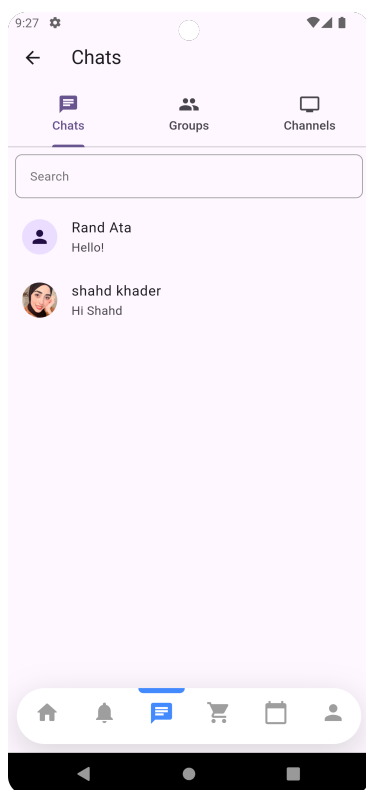 9:27
Chats
Chats Groups Channels
Search
Rand Ata
Hello!
shahd khader
Hi Shahd